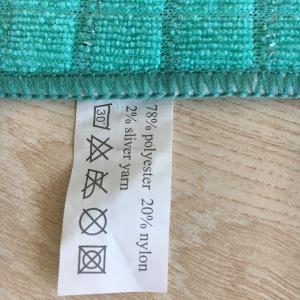 78% polyester 20% nylon
2% sliver yarn
30